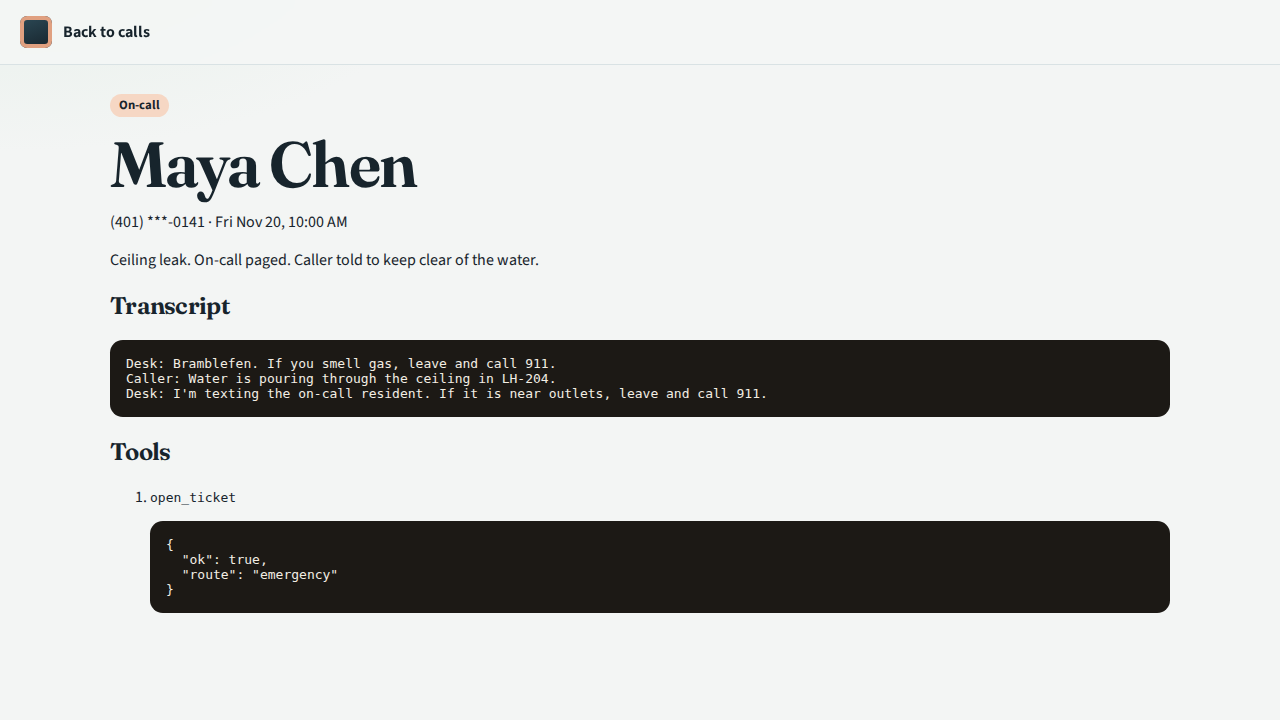 Back to calls
On-call
Maya Chen
(401) ***-0141 · Fri Nov 20, 10:00 AM
Ceiling leak. On-call paged. Caller told to keep clear of the water.
Transcript
Desk: Bramblefen. If you smell gas, leave and call 911.
Caller: Water is pouring through the ceiling in LH-204.
Desk: I'm texting the on-call resident. If it is near outlets, leave and call 911.
Tools
1. open_ticket
{
  "ok": true,
  "route": "emergency"
}